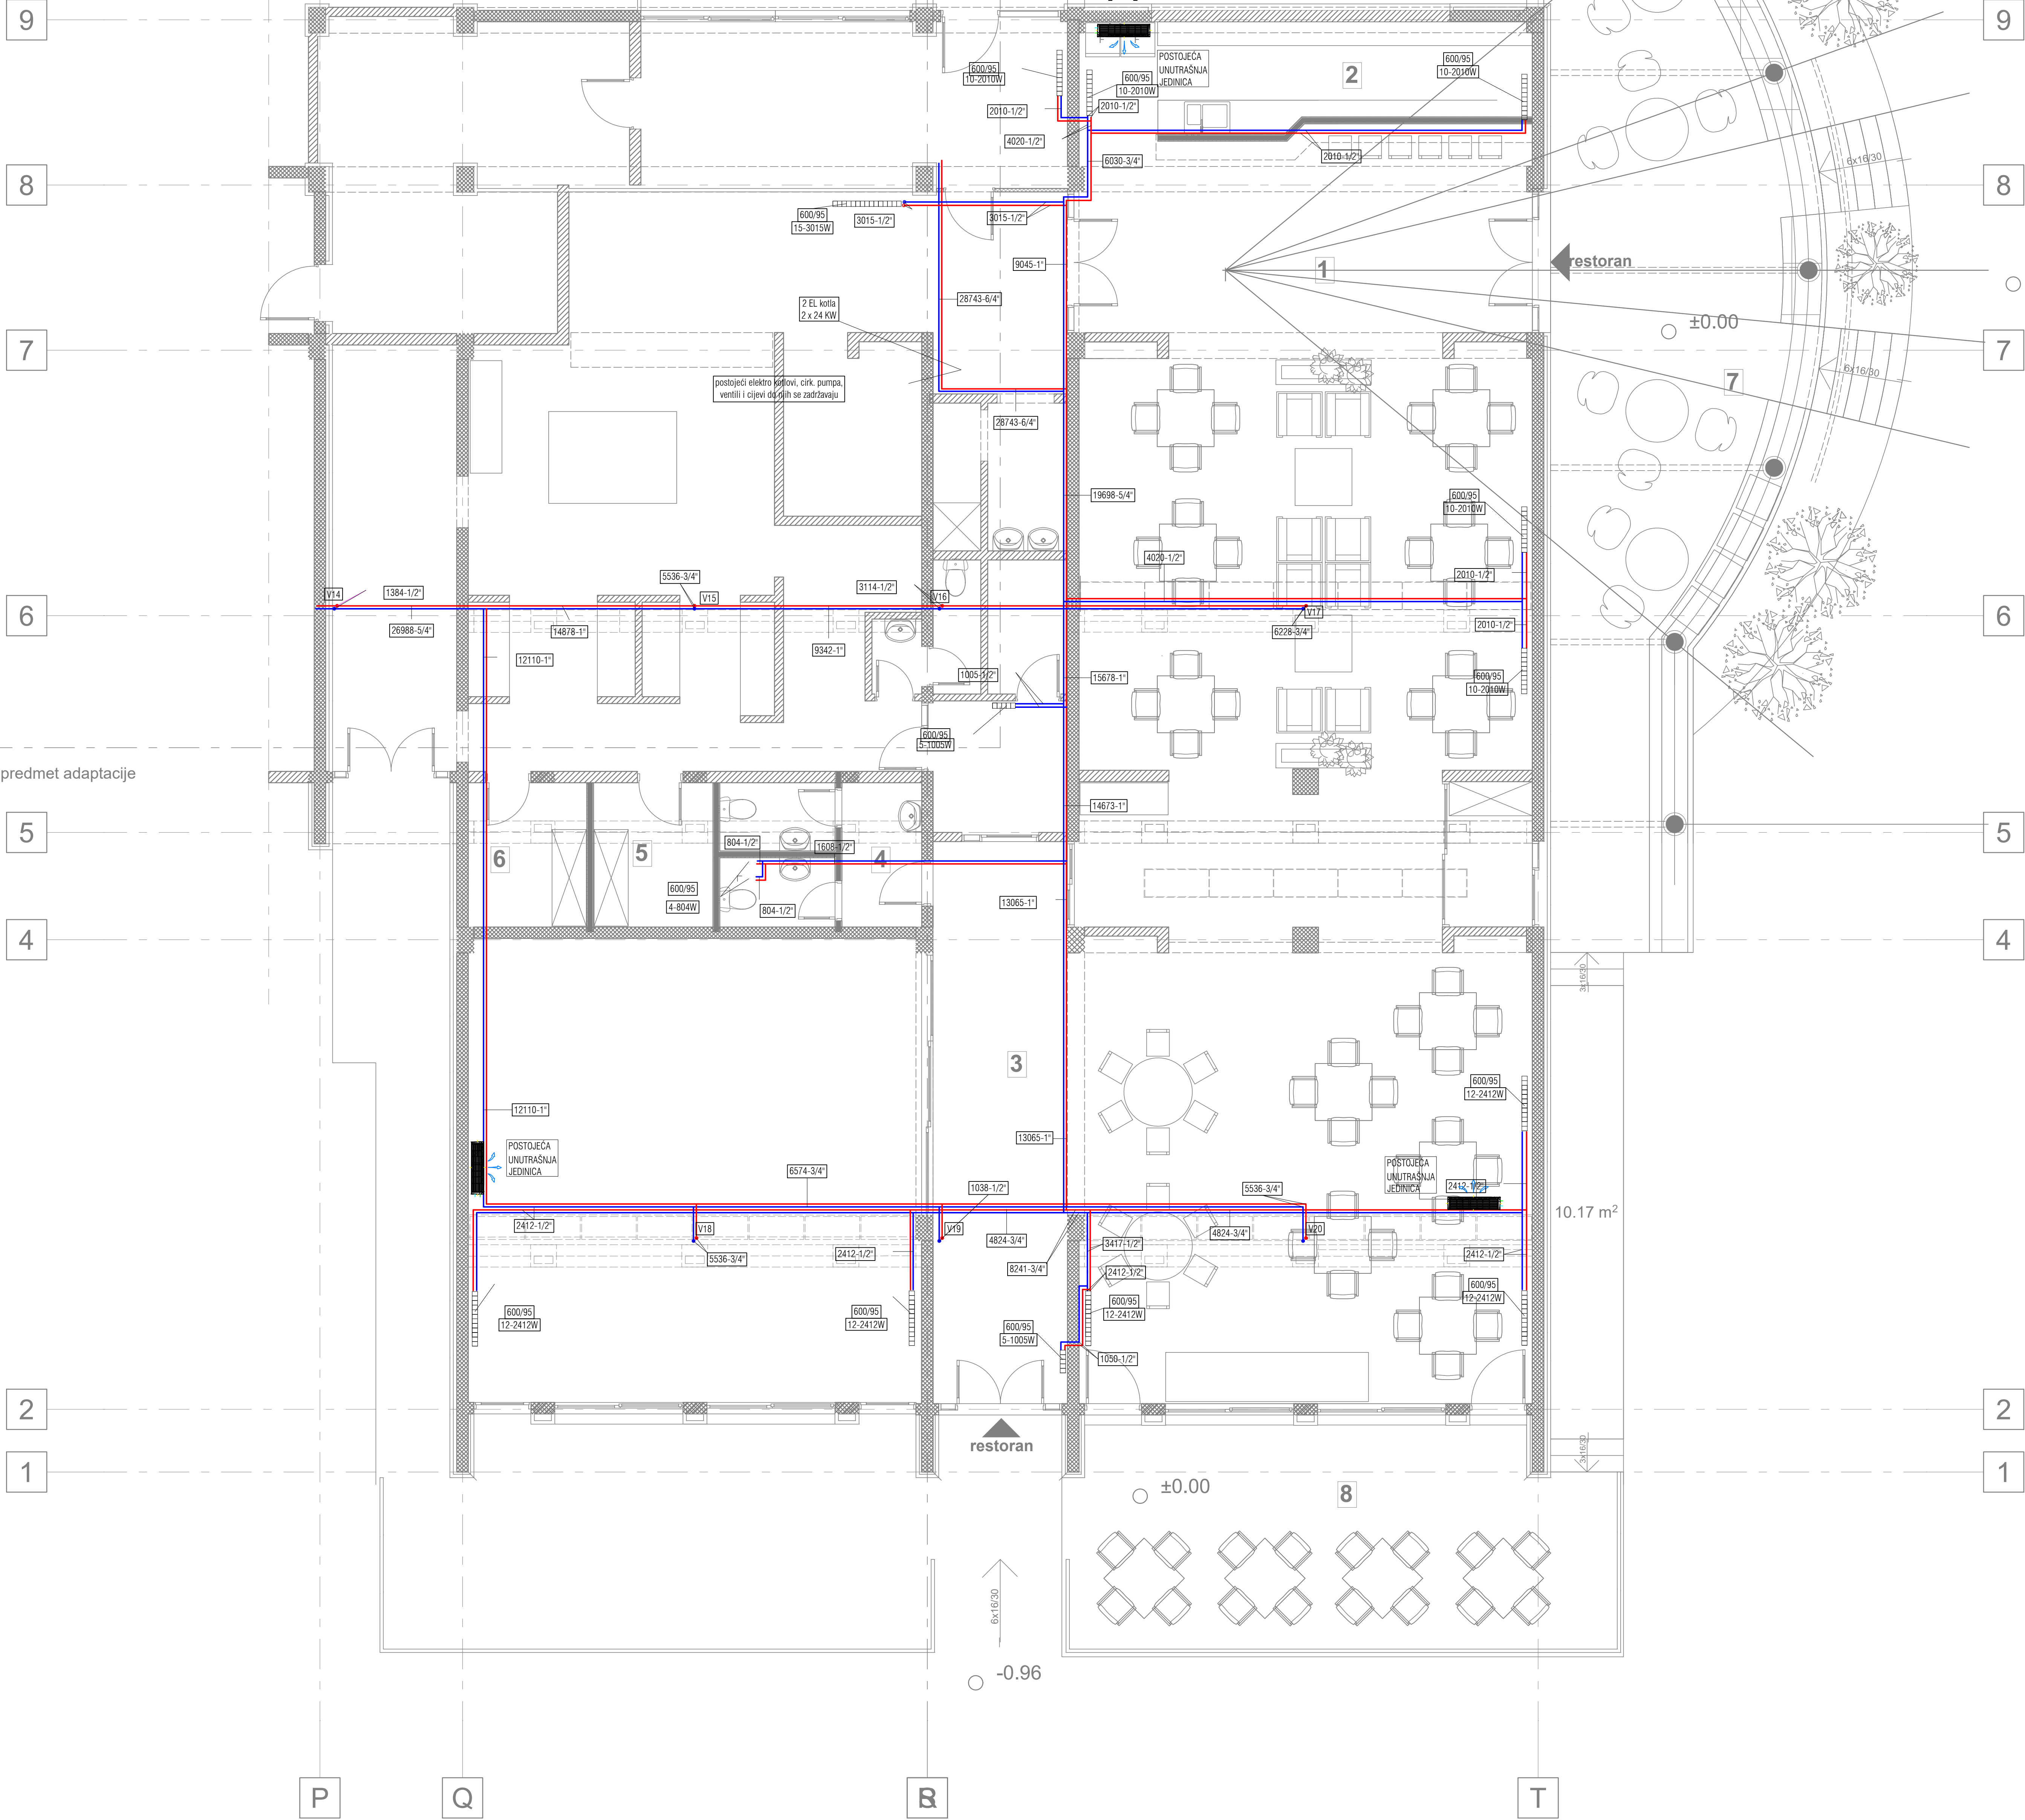 9
9
600/95
10-2010W
600/95
10-2010W
POSTOJEĆA
UNUTRAŠNJA
JEDINICA
2
600/95
10-2010W
2010-1/2"
2010-1/2"
4020-1/2"
6030-3/4"
2010-1/2"
6x16/30
8
8
600/95
15-3015W
3015-1/2"
3015-1/2"
9045-1"
1
restoran
28743-6/4"
2 EL kotla
2 x 24 KW
±0.00
7
7
6x16/30
7
postojeći elektro kotlovi, cirk. pumpa,
ventili i cijevi do njih se zadržavaju
28743-6/4"
19698-5/4"
600/95
10-2010W
4020-1/2"
2010-1/2"
V14
1384-1/2"
5536-3/4"
V15
3114-1/2"
V16
V17
6
6
26988-5/4"
14878-1"
9342-1"
6228-3/4"
2010-1/2"
12110-1"
1005-1/2"
15678-1"
600/95
10-2010W
600/95
5-1005W
predmet adaptacije
14673-1"
5
5
6
5
804-1/2"
1608-1/2"
4
600/95
4-804W
804-1/2"
13065-1"
4
4
3x16/30
3
600/95
12-2412W
12110-1"
13065-1"
POSTOJEĆA
UNUTRAŠNJA
JEDINICA
6574-3/4"
1038-1/2"
5536-3/4"
POSTOJEĆA
UNUTRAŠNJA
JEDINICA
2412-1/2"
10.17 m²
2412-1/2"
V18
V19
4824-3/4"
4824-3/4"
V20
5536-3/4"
2412-1/2"
3417-1/2"
2412-1/2"
8241-3/4"
2412-1/2"
600/95
12-2412W
600/95
12-2412W
600/95
12-2412W
600/95
12-2412W
600/95
5-1005W
1050-1/2"
2
2
restoran
3x16/30
1
1
±0.00
8
6x16/30
-0.96
P
Q
R
S
T